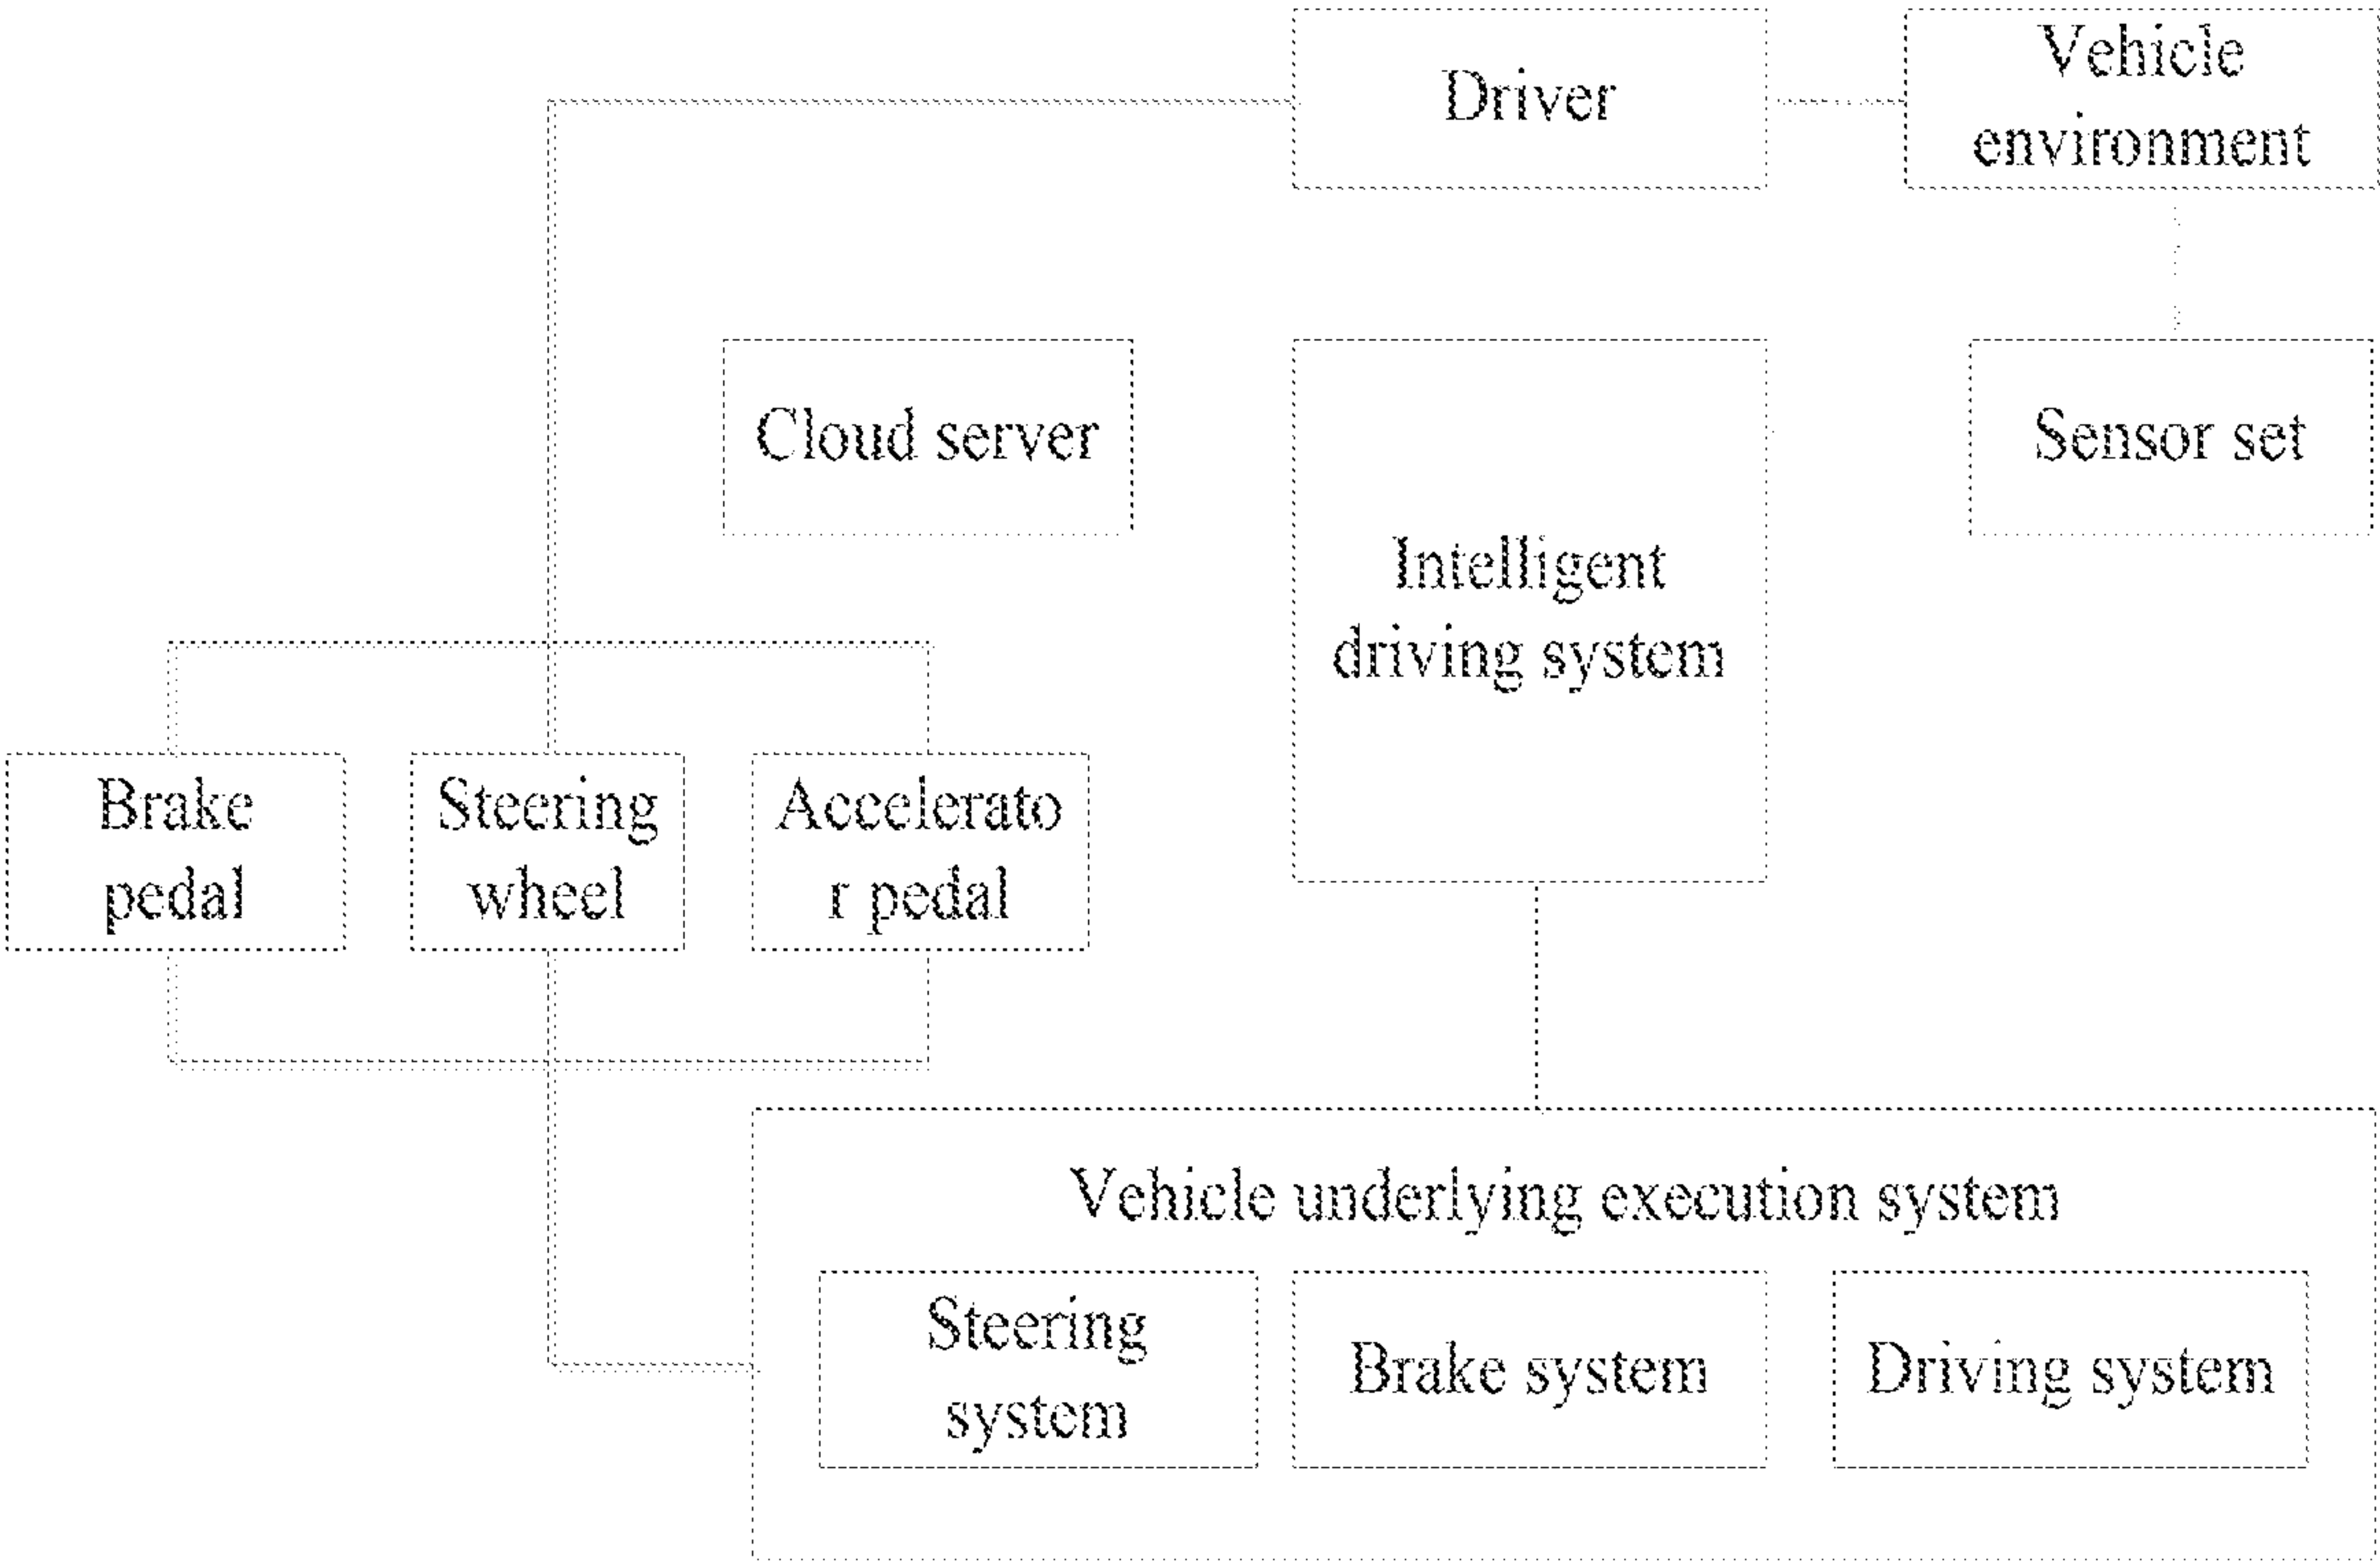 Driver
Vehicle
environment
Cloud server
Intelligent
driving system
Sensor set
Brake
pedal
Steering
wheel
Accelerato
r pedal
Vehicle underlying execution system
Steering
system
Brake system
Driving system